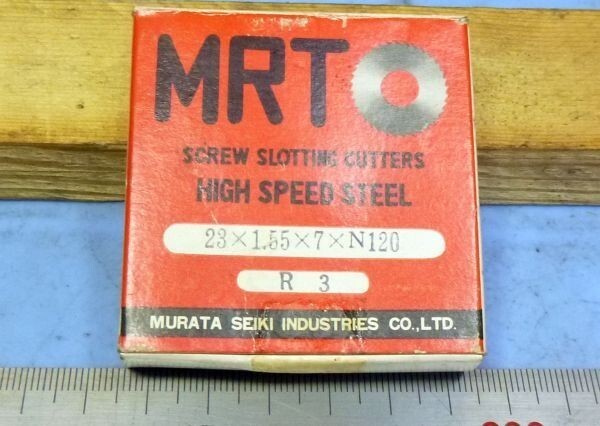 MRT
SCREW SLOTTING CUTTERS
HIGH SPEED STEEL
23×1.55×7×N120
R 3
MURATA SEIKI INDUSTRIES CO.,LTD.